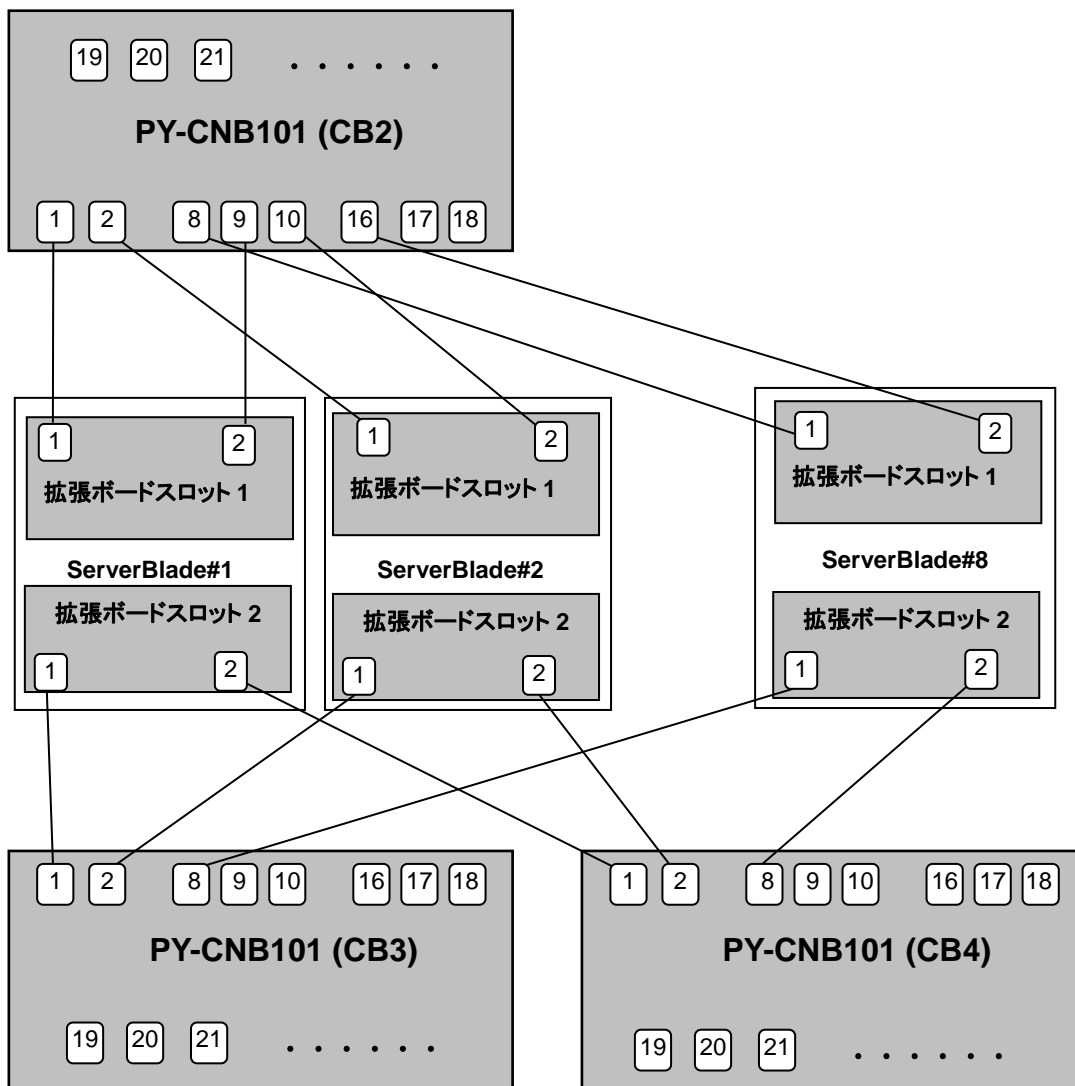 19 20 21 ・・・・・・
PY-CNB101 (CB2)
1 2 8 9 10 16 17 18
1 2
拡張ボードスロット 1
ServerBlade#1
拡張ボードスロット 2
1 2
1 2
拡張ボードスロット 1
ServerBlade#2
拡張ボードスロット 2
1 2
1 2
拡張ボードスロット 1
ServerBlade#8
拡張ボードスロット 2
1 2
1 2 8 9 10 16 17 18
PY-CNB101 (CB3)
19 20 21 ・・・・・・
1 2 8 9 10 16 17 18
PY-CNB101 (CB4)
19 20 21 ・・・・・・